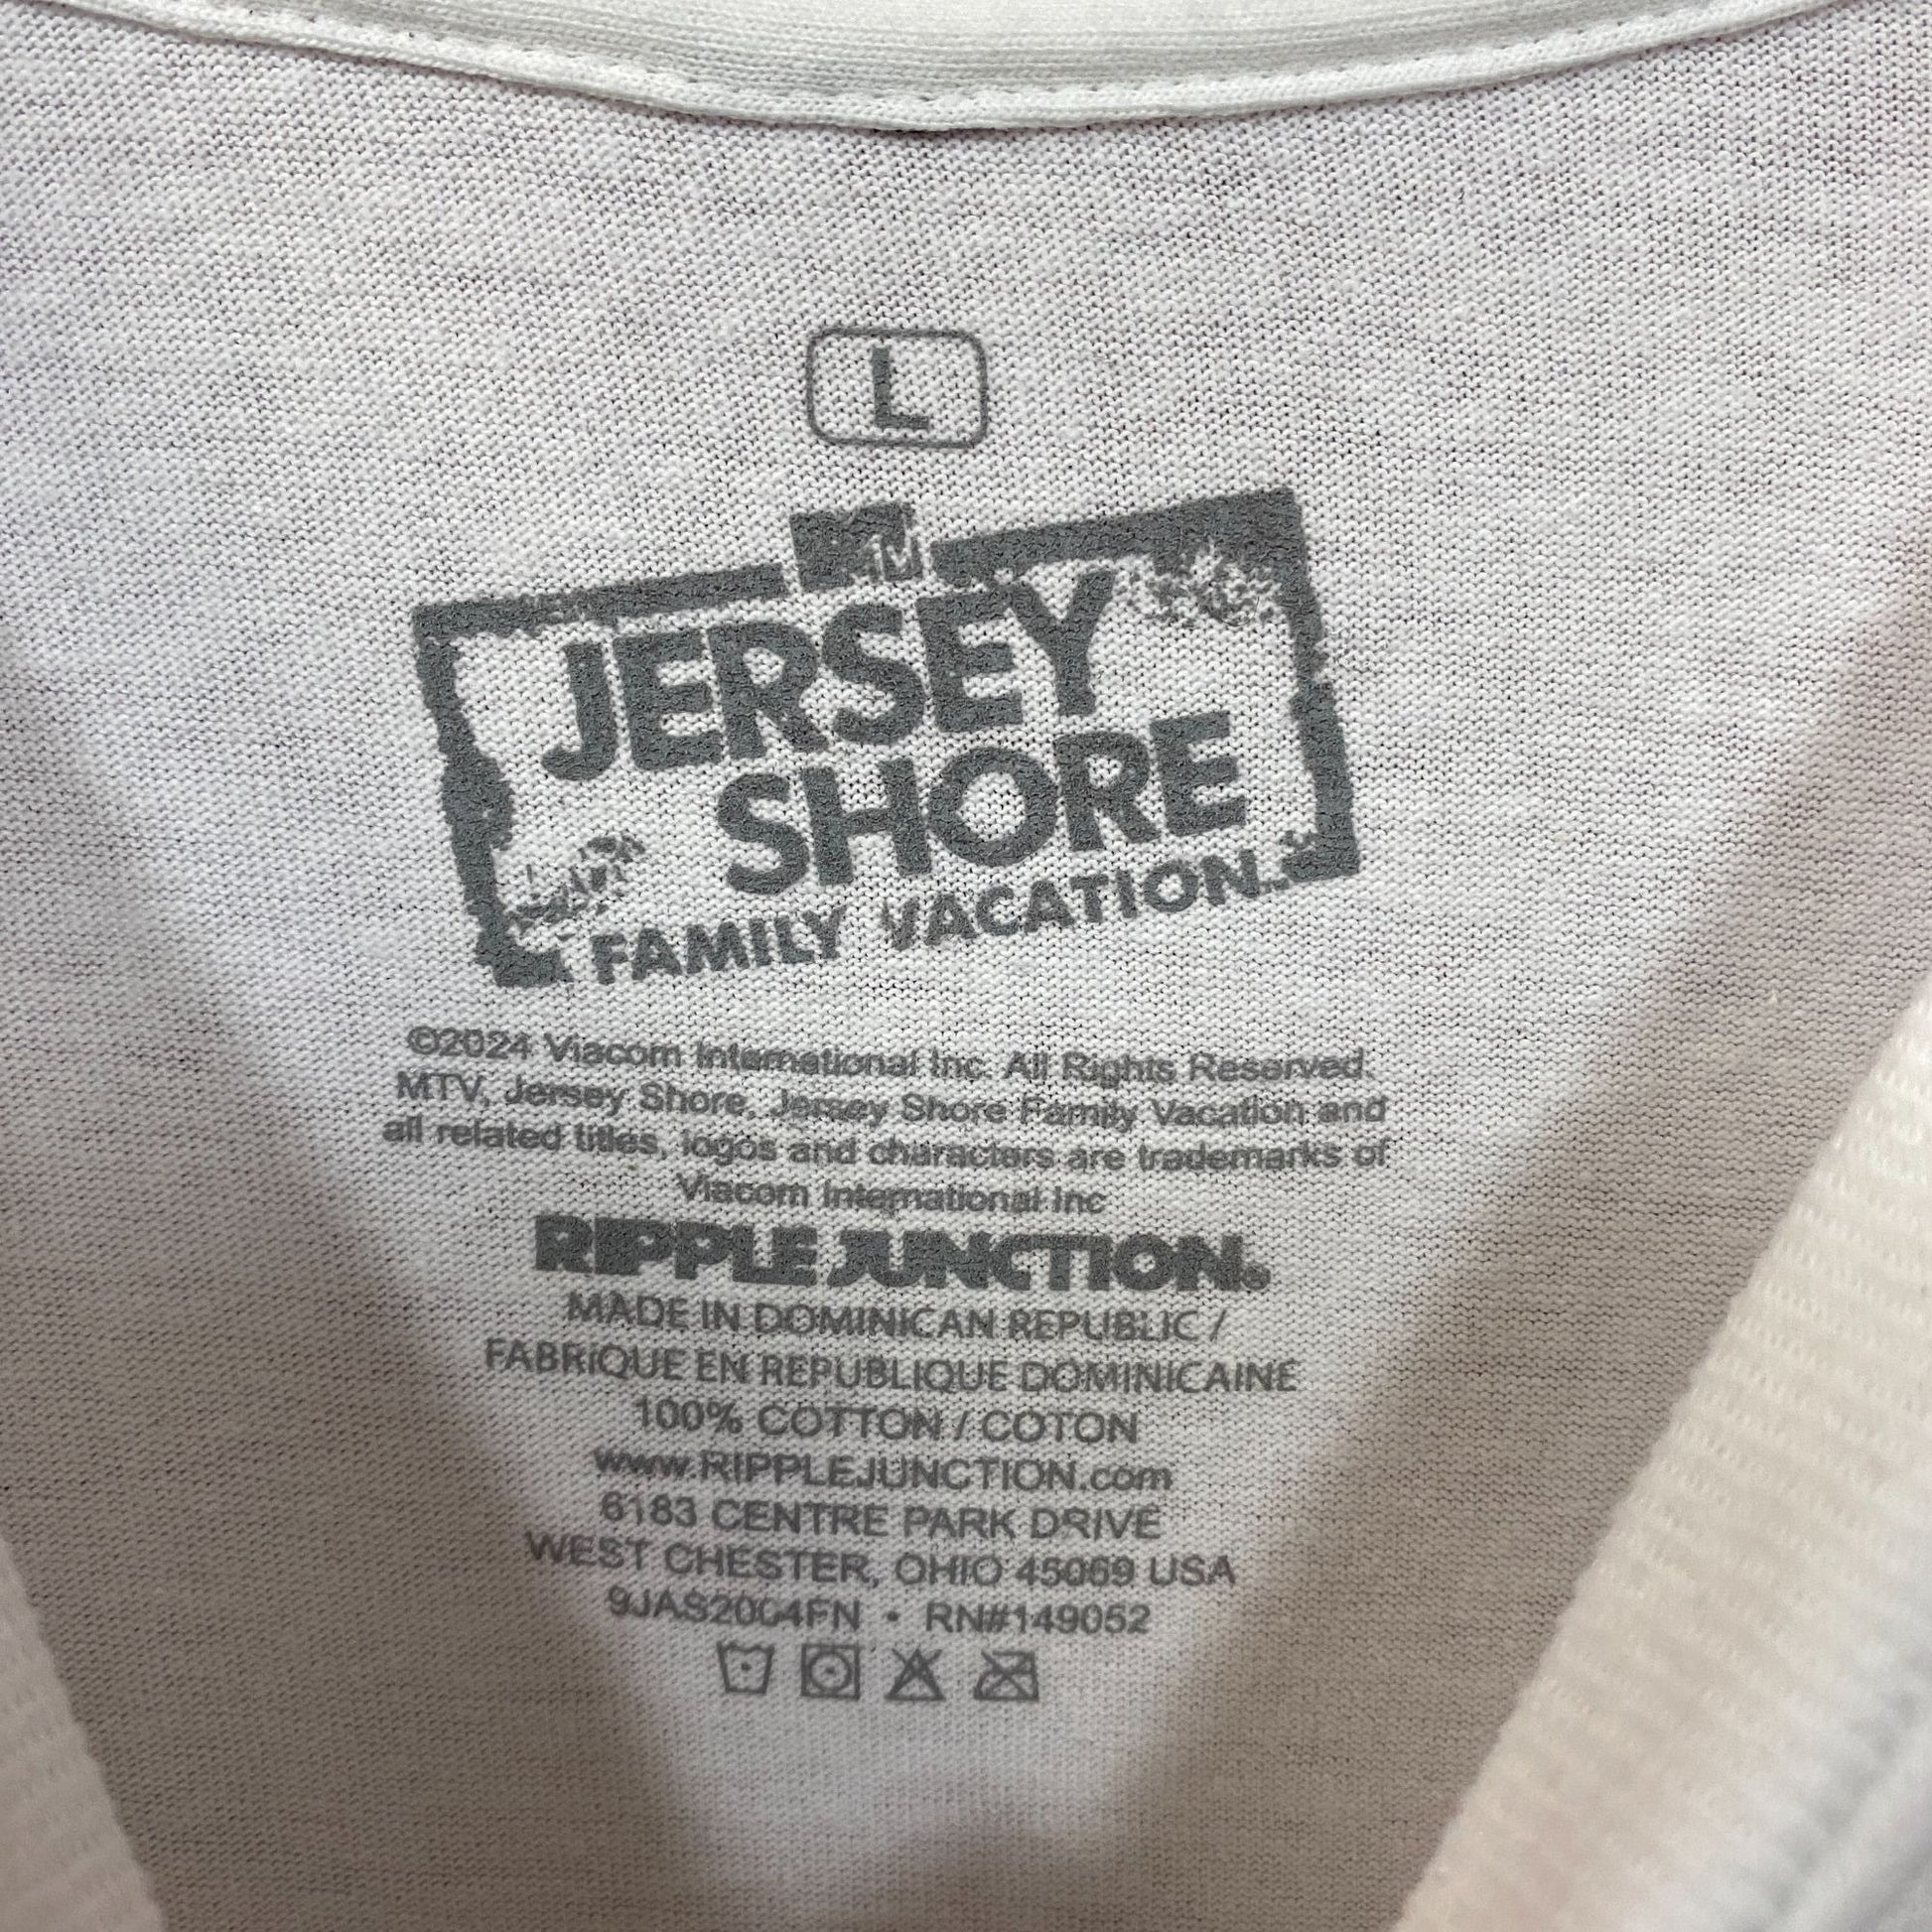 L
MTV
JERSEY
SHORE
FAMILY VACATION™
©2024 Viacom International Inc. All Rights Reserved.
MTV, Jersey Shore, Jersey Shore Family Vacation and
all related titles, logos and characters are trademarks of
Viacom International Inc
RIPPLE JUNCTION®
MADE IN DOMINICAN REPUBLIC /
FABRIQUE EN REPUBLIQUE DOMINICAINE
100% COTTON / COTON
www.RIPPLEJUNCTION.com
6183 CENTRE PARK DRIVE
WEST CHESTER, OHIO 45069 USA
9JAS2004FN • RN#149052